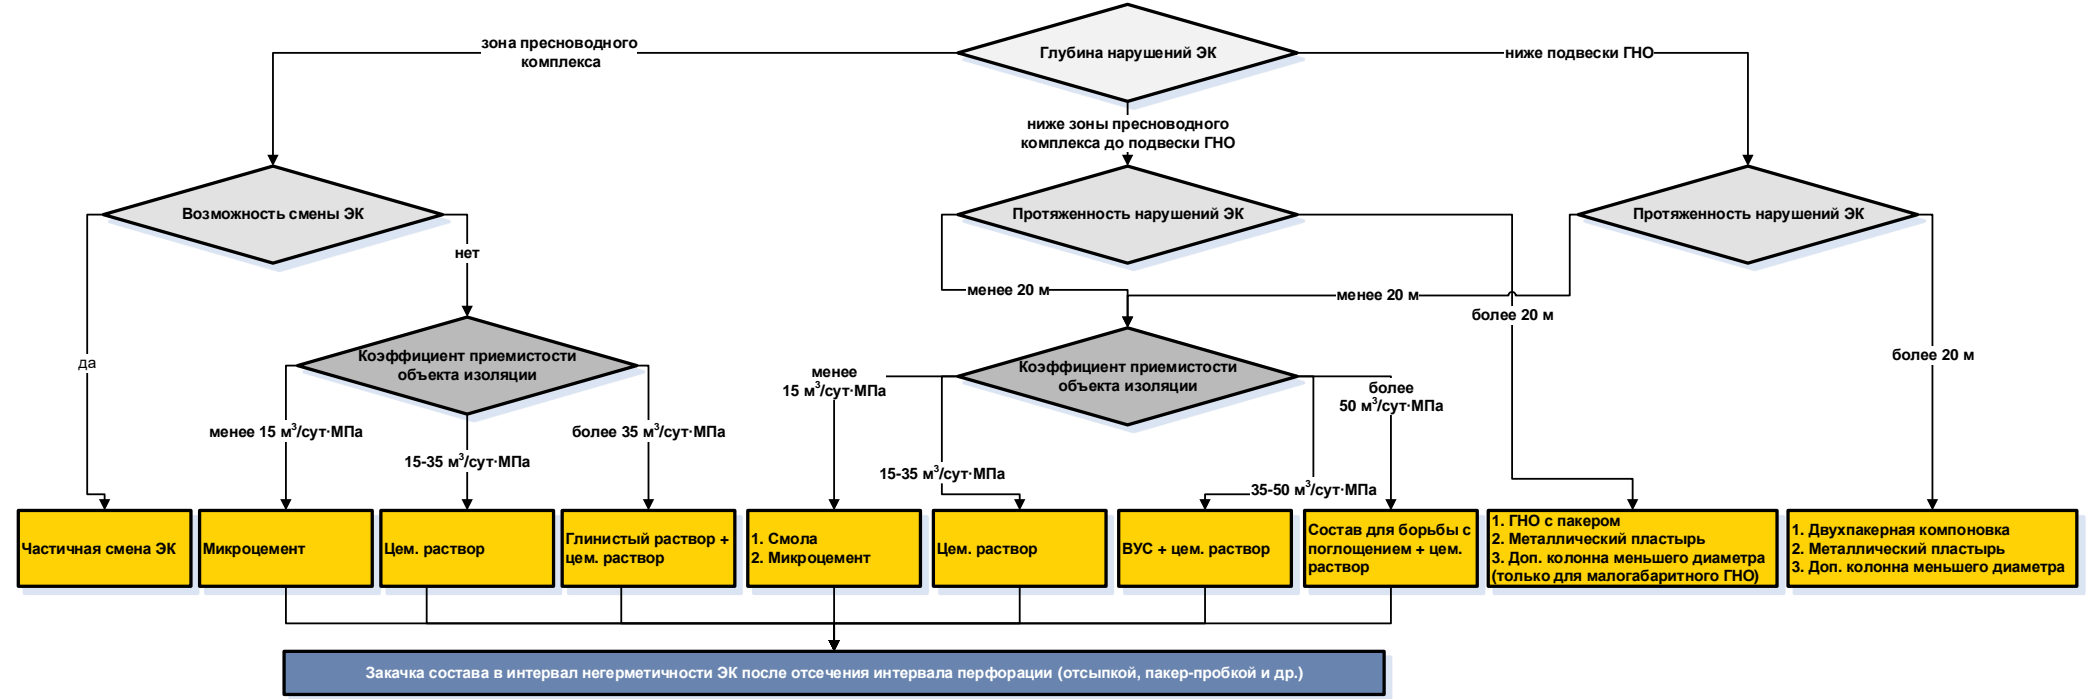 Глубина нарушений ЭК
зона пресноводного
комплекса
ниже подвески ГНО
ниже зоны пресноводного
комплекса до подвески ГНО
Возможность смены ЭК
Протяженность нарушений ЭК
Протяженность нарушений ЭК
нет
менее 20 м
менее 20 м
более 20 м
более 20 м
да
Коэффициент приемистости
объекта изоляции
Коэффициент приемистости
объекта изоляции
менее
15 м³/сут·МПа
более
50 м³/сут·МПа
менее 15 м³/сут·МПа
более 35 м³/сут·МПа
15-35 м³/сут·МПа
15-35 м³/сут·МПа
35-50 м³/сут·МПа
Частичная смена ЭК
Микроцемент
Цем. раствор
Глинистый раствор +
цем. раствор
1. Смола
2. Микроцемент
Цем. раствор
ВУС + цем. раствор
Состав для борьбы с
поглощением + цем.
раствор
1. ГНО с пакером
2. Металлический пластырь
3. Доп. колонна меньшего диаметра
(только для малогабаритного ГНО)
1. Двухпакерная компоновка
2. Металлический пластырь
3. Доп. колонна меньшего диаметра
Закачка состава в интервал негерметичности ЭК после отсечения интервала перфорации (отсыпкой, пакер-пробкой и др.)